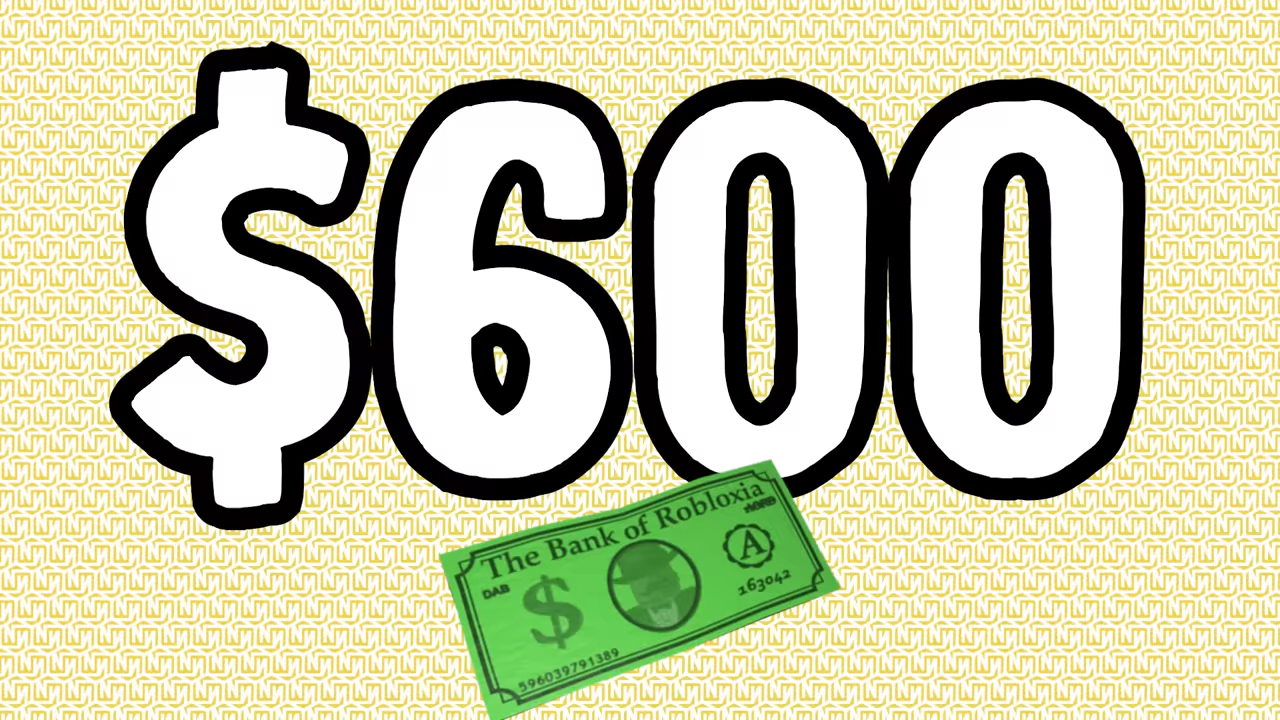 $600
The Bank of Robloxia
DAB
$
A
163042
596039791389